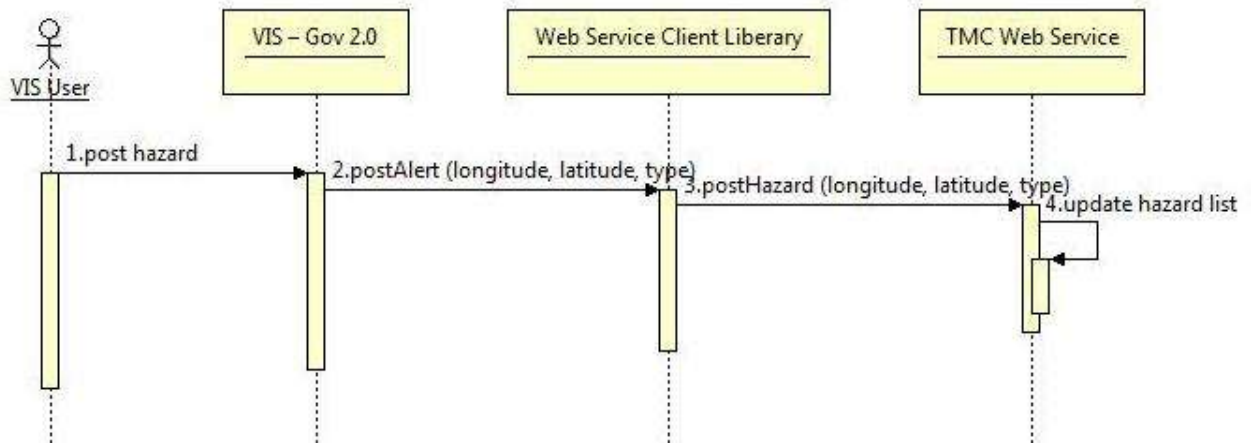 VIS User
VIS – Gov 2.0
Web Service Client Liberary
TMC Web Service
1.post hazard
2.postAlert (longitude, latitude, type)
3.postHazard (longitude, latitude, type)
4.update hazard list